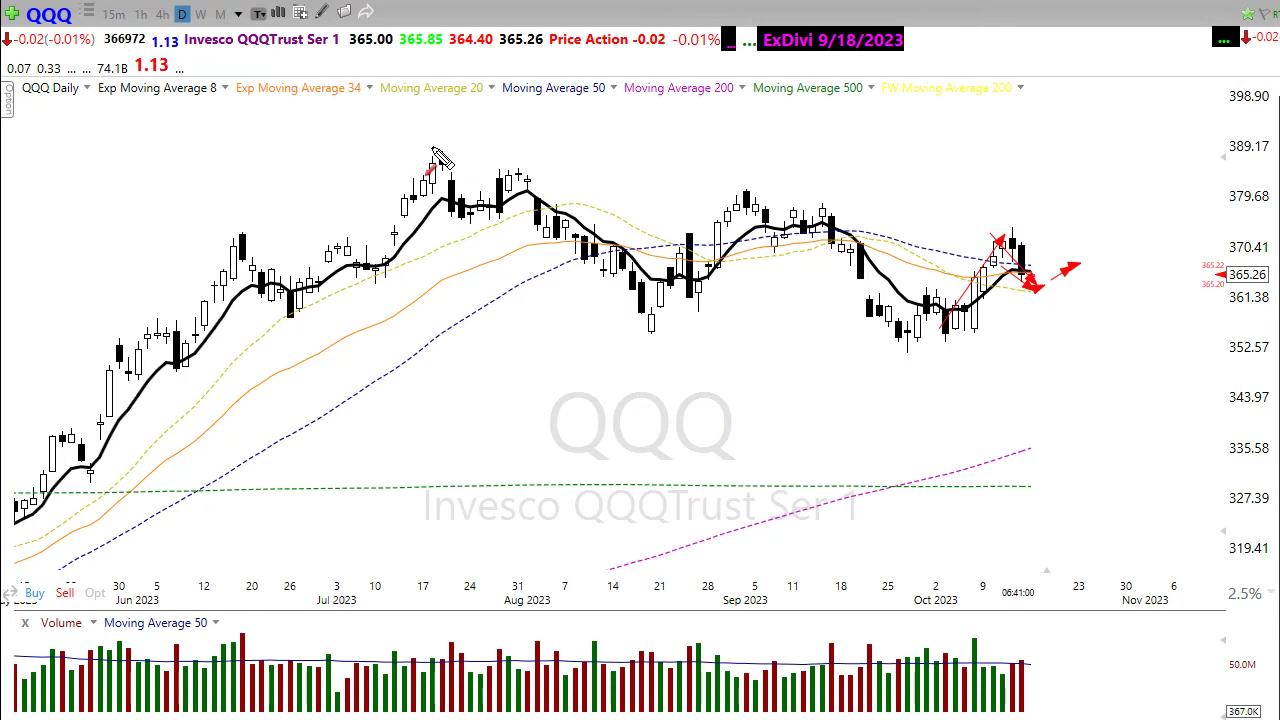 QQQ 15m 1h 4h D W M T
-0.02(-0.01%) 366972 1.13 Invesco QQQTrust Ser 1 365.00 365.85 364.40 365.26 Price Action -0.02 -0.01% ... ... ExDivi 9/18/2023 ... -0.02
0.07 0.33 ... ... 74.1B 1.13 ...
Option
QQQ Daily Exp Moving Average 8 Exp Moving Average 34 Moving Average 20 Moving Average 50 Moving Average 200 Moving Average 500 FW Moving Average 200
398.90
389.17
379.68
370.41
365.22
365.26
365.20
361.38
352.57
343.97
335.58
327.39
319.41
QQQ
Invesco QQQTrust Ser 1
30 5 12 20 26 3 10 17 24 31 7 14 21 28 5 11 18 25 2 9 06:41:00 23 30 6
Jun 2023 Jul 2023 Aug 2023 Sep 2023 Oct 2023 Nov 2023
Buy Sell Opt
2.5%
x Volume Moving Average 50
50.0M
367.0K